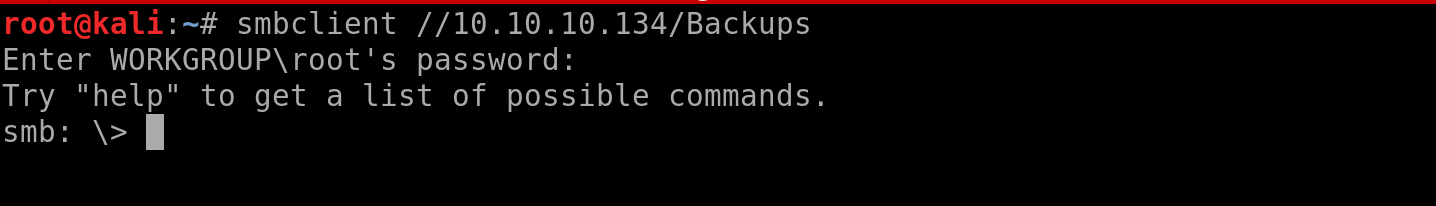 root@kali:~# smbclient //10.10.10.134/Backups
Enter WORKGROUP\root's password:
Try "help" to get a list of possible commands.
smb: \>